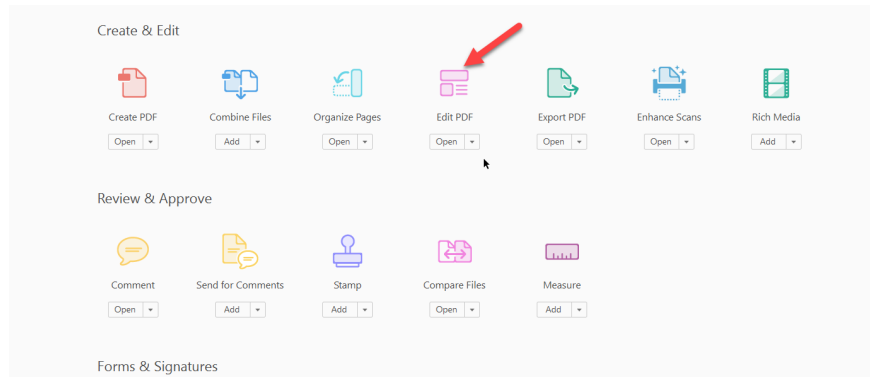 Create & Edit
Create PDF Combine Files Organize Pages Edit PDF Export PDF Enhance Scans Rich Media
Open Add Open Open Open Open Add
Review & Approve
Comment Send for Comments Stamp Compare Files Measure
Open Add Add Open Add
Forms & Signatures